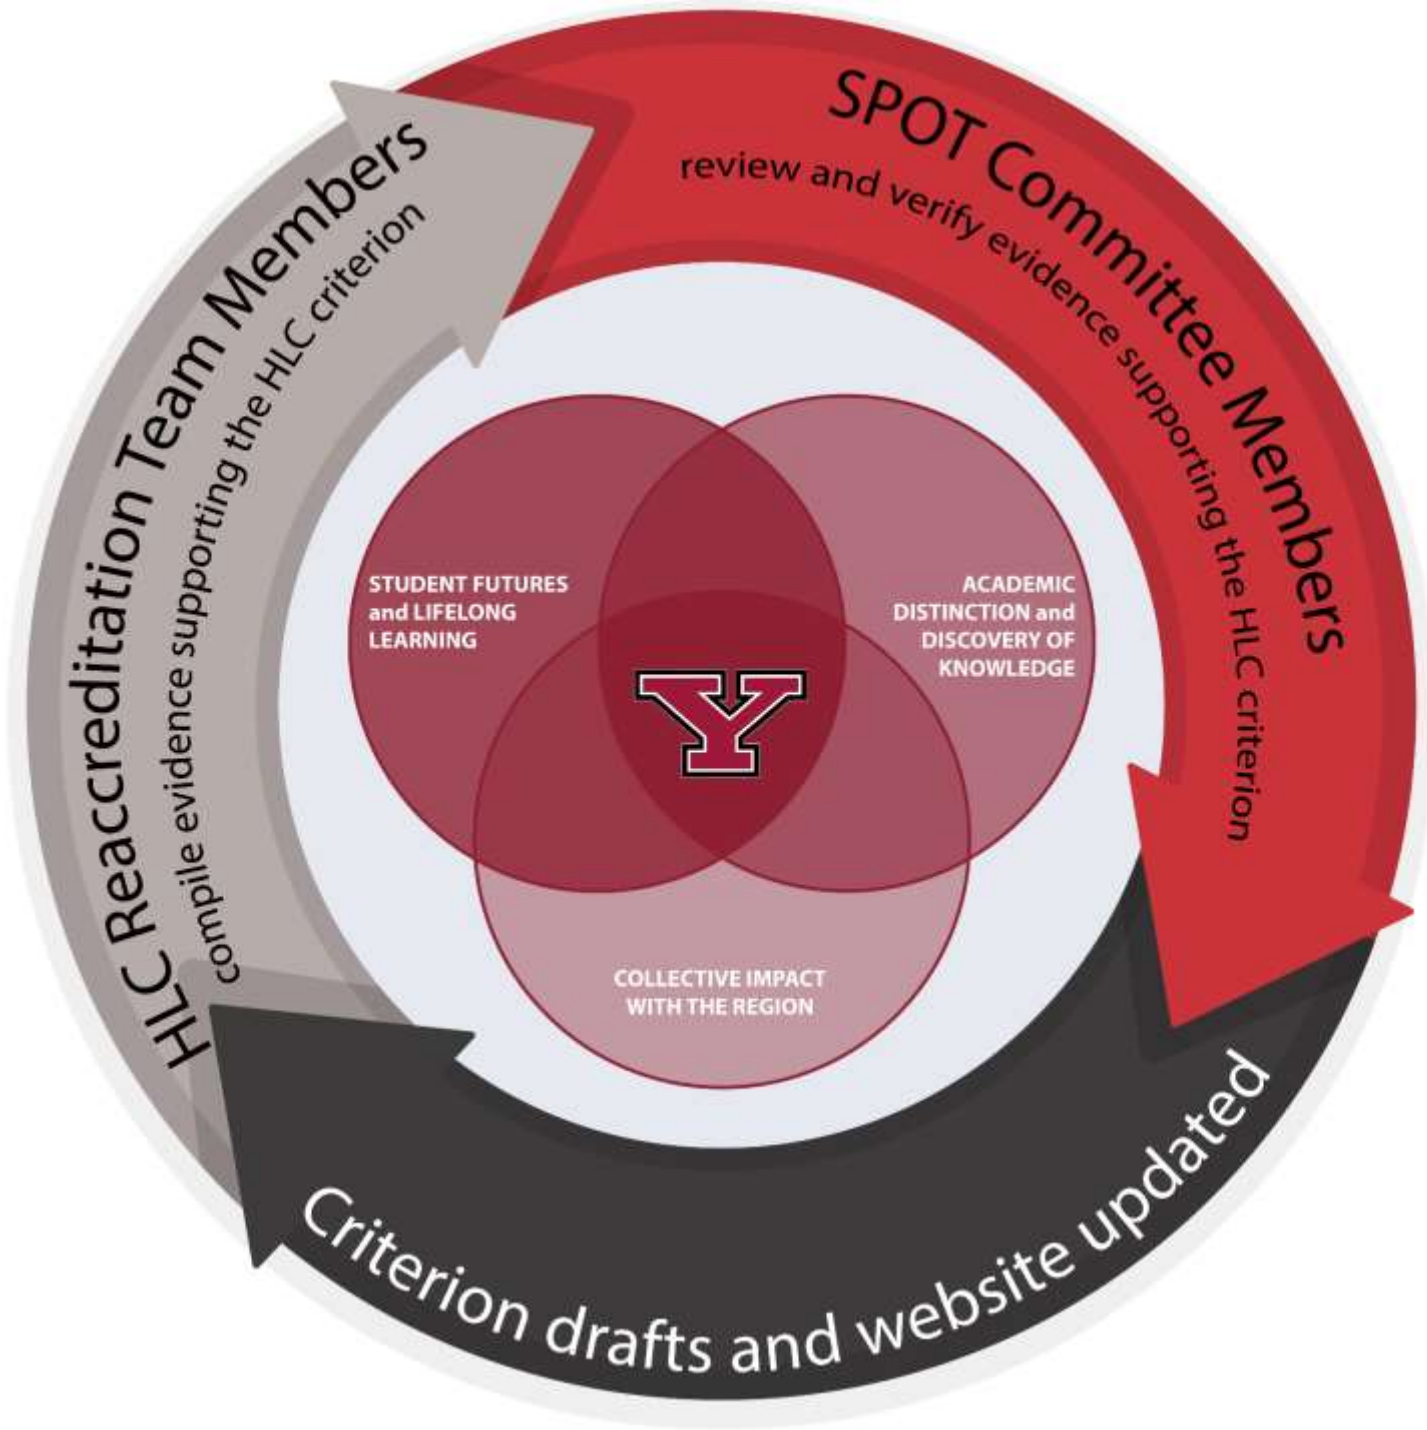 HLC Reaccreditation Team Members
compile evidence supporting the HLC criterion
SPOT Committee Members
review and verify evidence supporting the HLC criterion
Criterion drafts and website updated
STUDENT FUTURES
and LIFELONG
LEARNING
ACADEMIC
DISTINCTION and
DISCOVERY OF
KNOWLEDGE
Y
COLLECTIVE IMPACT
WITH THE REGION